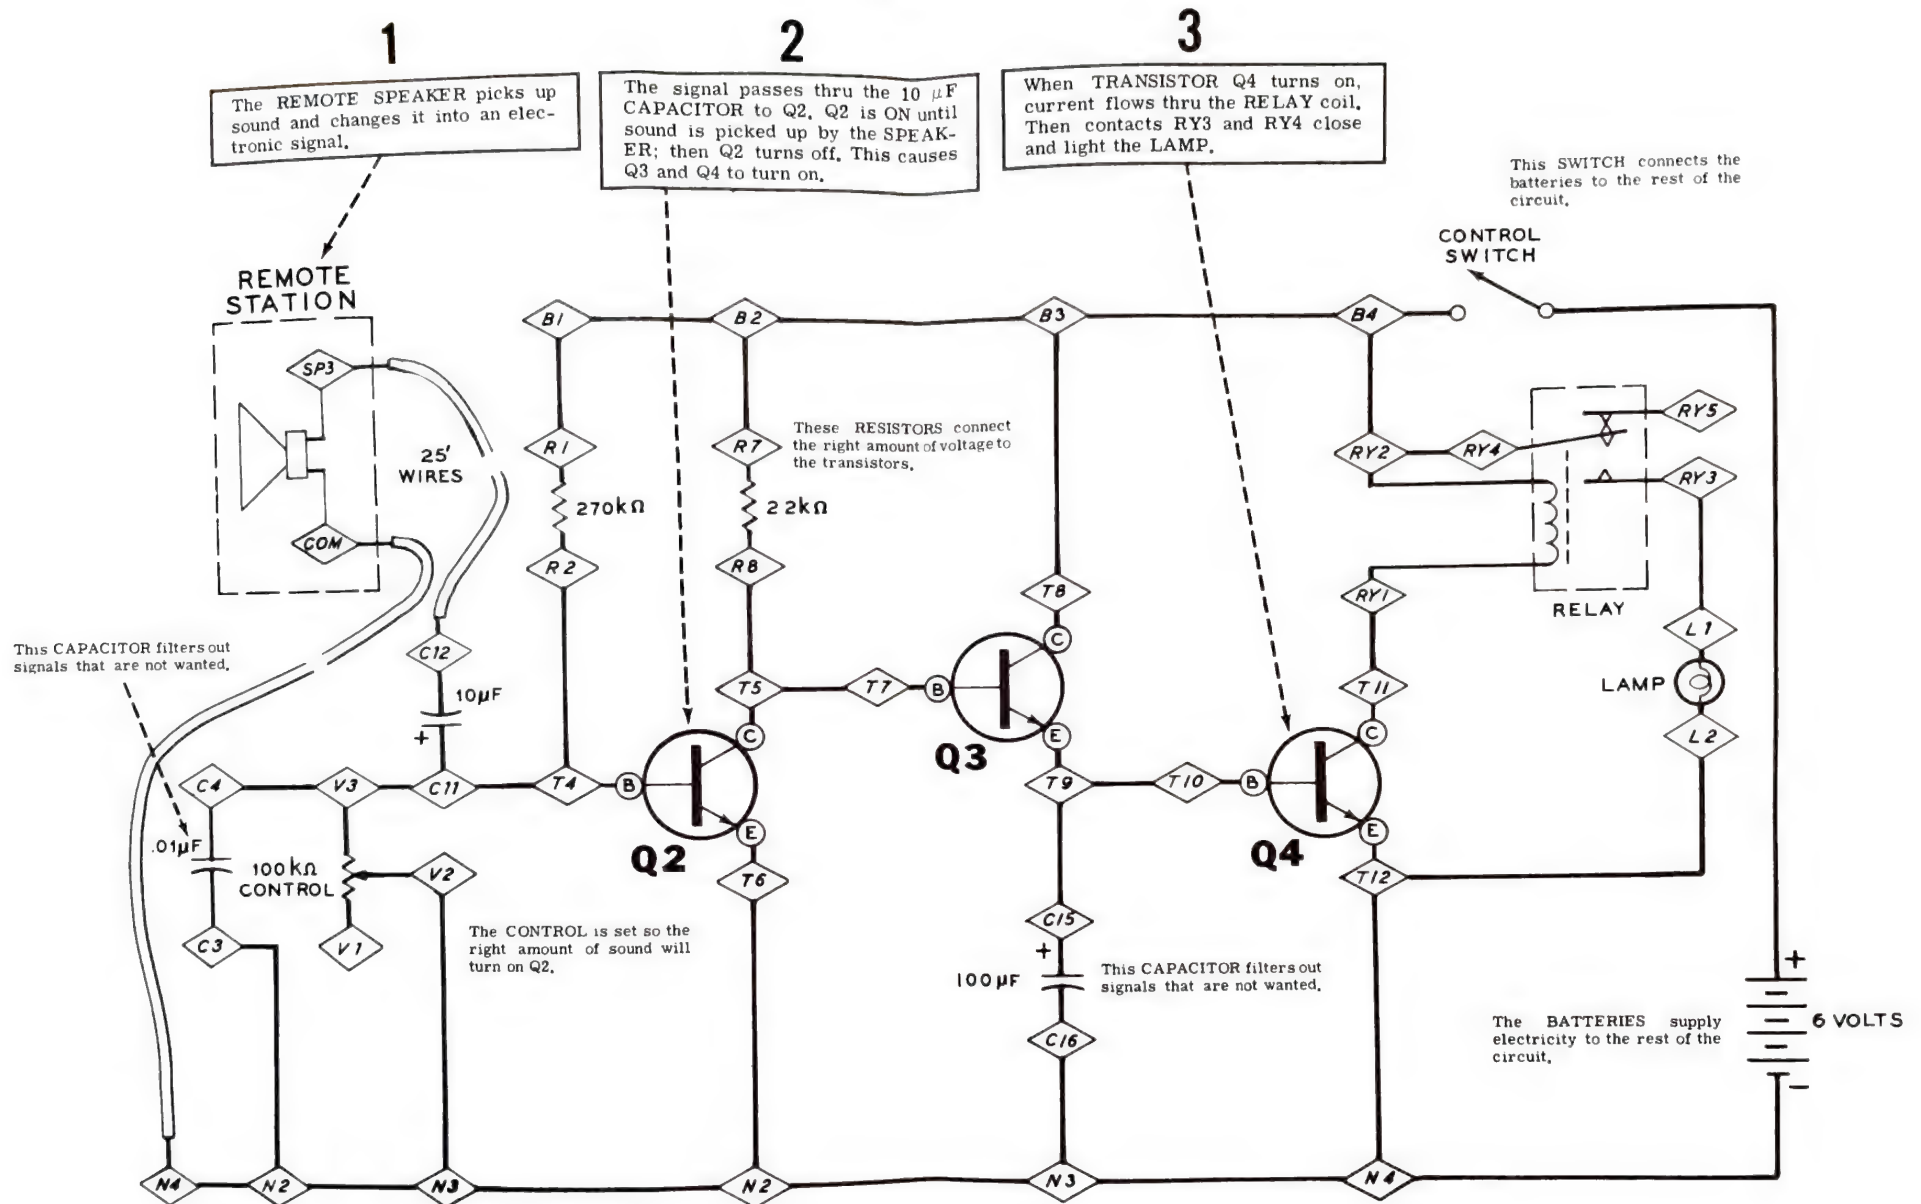 1
2
3
The REMOTE SPEAKER picks up
sound and changes it into an elec-
tronic signal.
The signal passes thru the 10 µF
CAPACITOR to Q2. Q2 is ON until
sound is picked up by the SPEAK-
ER; then Q2 turns off. This causes
Q3 and Q4 to turn on.
When TRANSISTOR Q4 turns on,
current flows thru the RELAY coil.
Then contacts RY3 and RY4 close
and light the LAMP.
This SWITCH connects the
batteries to the rest of the
circuit.
CONTROL
SWITCH
REMOTE
STATION
B1
B2
B3
B4
SP3
25'
WIRES
COM
R1
270kΩ
R2
R7
22kΩ
R8
These RESISTORS connect
the right amount of voltage to
the transistors.
RY2
RY4
RY5
RY3
RY1
RELAY
T8
C
L1
LAMP
L2
This CAPACITOR filters out
signals that are not wanted.
C12
10µF
+
T5
T7
B
E
Q3
T11
C
C4
V3
C11
T4
B
C
E
Q2
T9
T10
B
E
Q4
.01µF
100kΩ
CONTROL
V2
T6
T12
C3
V1
The CONTROL is set so the
right amount of sound will
turn on Q2.
C15
+
100µF
This CAPACITOR filters out
signals that are not wanted.
C16
+
6 VOLTS
−
The BATTERIES supply
electricity to the rest of the
circuit.
N4
N2
N3
N2
N3
N4